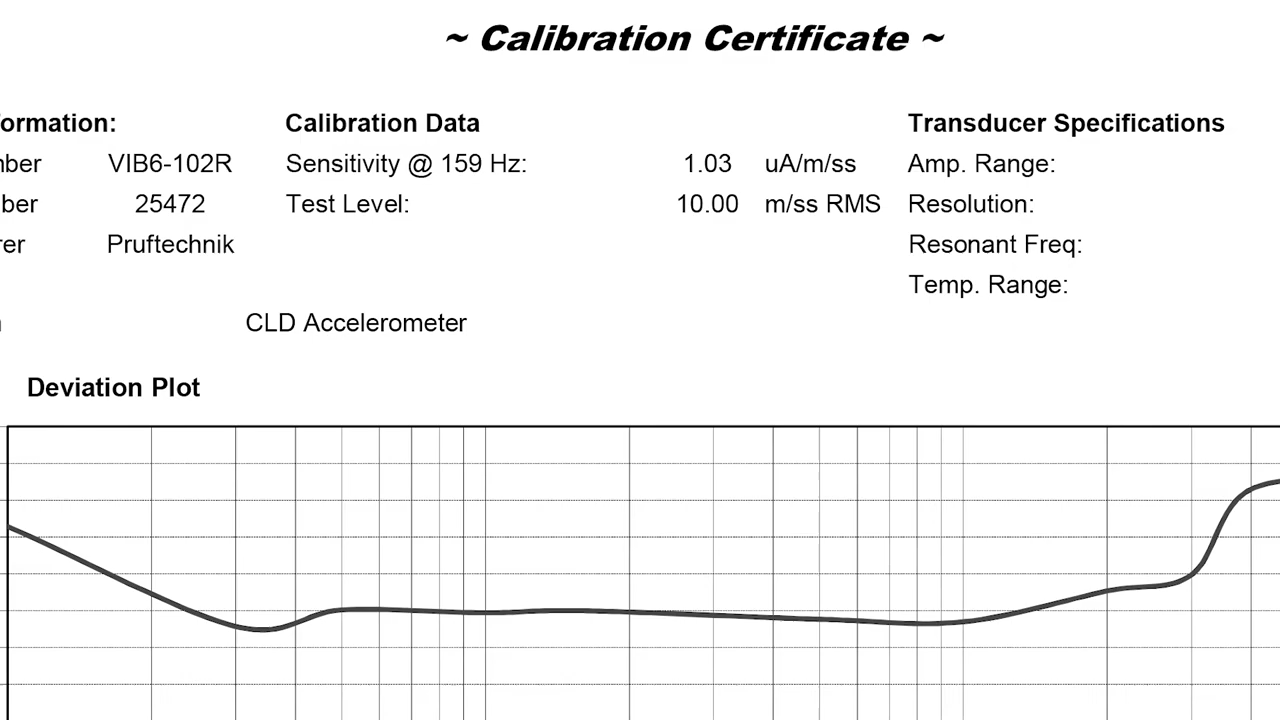 ~ Calibration Certificate ~
ormation: Calibration Data Transducer Specifications
nber VIB6-102R Sensitivity @ 159 Hz: 1.03 uA/m/ss Amp. Range:
ber 25472 Test Level: 10.00 m/ss RMS Resolution:
rer Pruftechnik Resonant Freq:
Temp. Range:
CLD Accelerometer
Deviation Plot